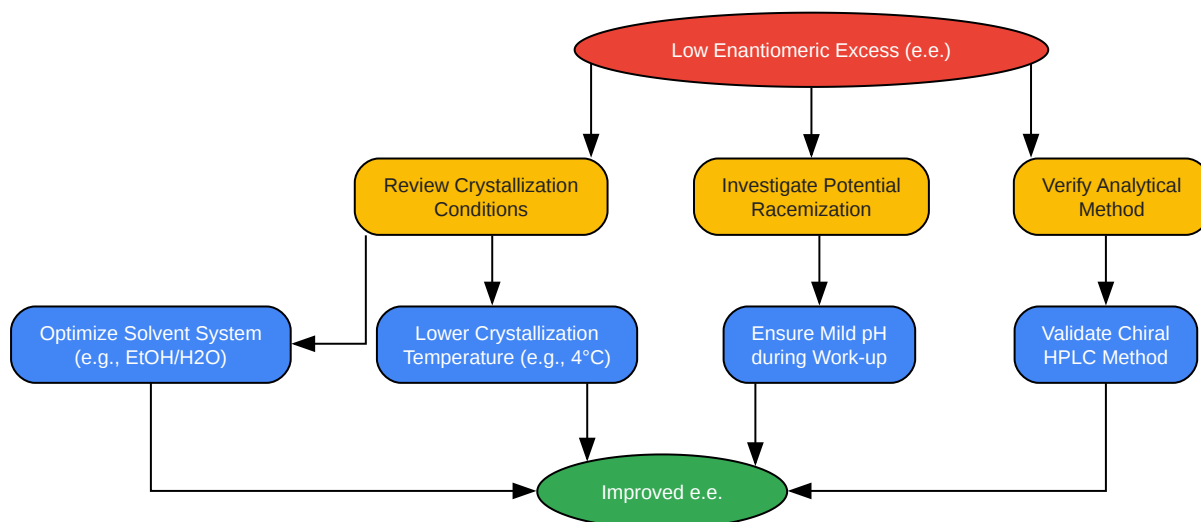 Low Enantiomeric Excess (e.e.)
Review Crystallization
Conditions
Investigate Potential
Racemization
Verify Analytical
Method
Optimize Solvent System
(e.g., EtOH/H2O)
Lower Crystallization
Temperature (e.g., 4°C)
Ensure Mild pH
during Work-up
Validate Chiral
HPLC Method
Improved e.e.